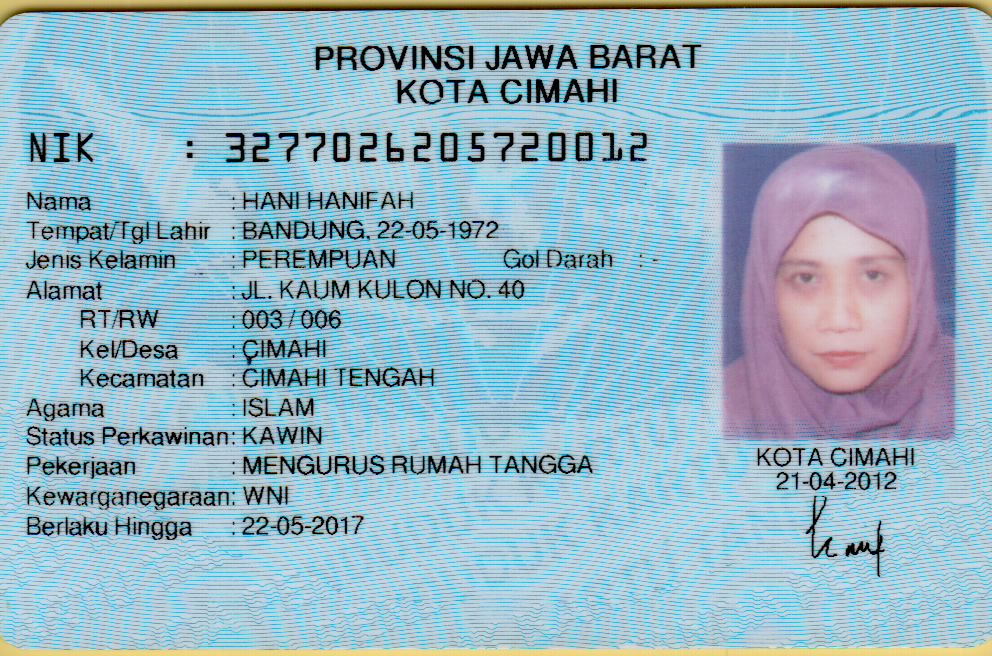 PROVINSI JAWA BARAT
KOTA CIMAHI
NIK : 3277026205720012
Nama : HANI HANIFAH
Tempat/Tgl Lahir : BANDUNG, 22-05-1972
Jenis Kelamin : PEREMPUAN Gol Darah : -
Alamat : JL. KAUM KULON NO. 40
RT/RW : 003 / 006
Kel/Desa : CIMAHI
Kecamatan : CIMAHI TENGAH
Agama : ISLAM
Status Perkawinan: KAWIN
Pekerjaan : MENGURUS RUMAH TANGGA
Kewarganegaraan: WNI
Berlaku Hingga : 22-05-2017
KOTA CIMAHI
21-04-2012